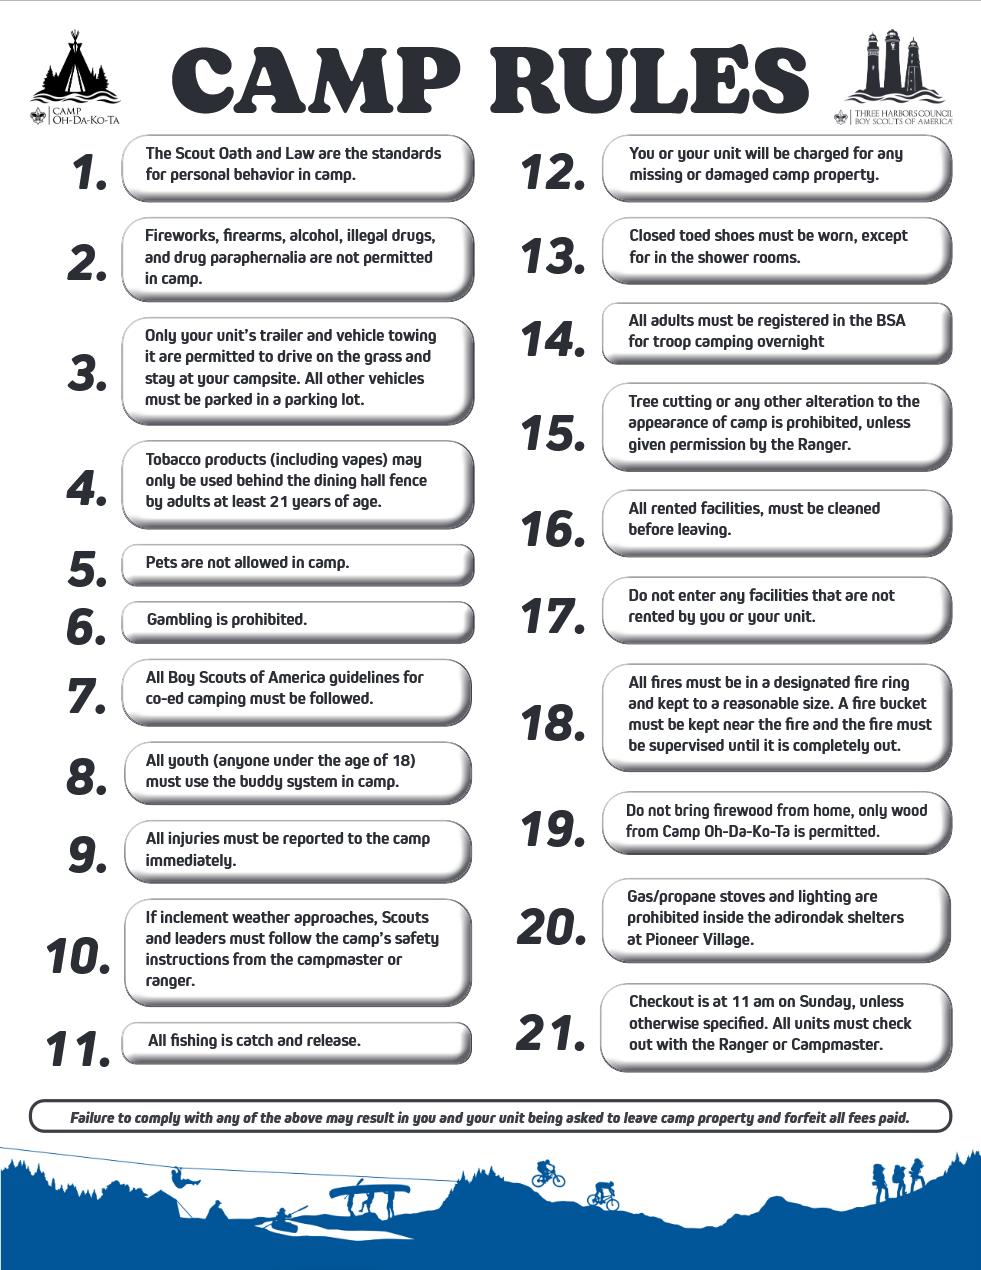 CAMP RULES
CAMP
OH-DA-KO-TA
THREE HARBORS COUNCIL
BOY SCOUTS OF AMERICA
1.
The Scout Oath and Law are the standards
for personal behavior in camp.
2.
Fireworks, firearms, alcohol, illegal drugs,
and drug paraphernalia are not permitted
in camp.
3.
Only your unit's trailer and vehicle towing
it are permitted to drive on the grass and
stay at your campsite. All other vehicles
must be parked in a parking lot.
4.
Tobacco products (including vapes) may
only be used behind the dining hall fence
by adults at least 21 years of age.
5.
Pets are not allowed in camp.
6.
Gambling is prohibited.
7.
All Boy Scouts of America guidelines for
co-ed camping must be followed.
8.
All youth (anyone under the age of 18)
must use the buddy system in camp.
9.
All injuries must be reported to the camp
immediately.
10.
If inclement weather approaches, Scouts
and leaders must follow the camp's safety
instructions from the campmaster or
ranger.
11.
All fishing is catch and release.
12.
You or your unit will be charged for any
missing or damaged camp property.
13.
Closed toed shoes must be worn, except
for in the shower rooms.
14.
All adults must be registered in the BSA
for troop camping overnight
15.
Tree cutting or any other alteration to the
appearance of camp is prohibited, unless
given permission by the Ranger.
16.
All rented facilities, must be cleaned
before leaving.
17.
Do not enter any facilities that are not
rented by you or your unit.
18.
All fires must be in a designated fire ring
and kept to a reasonable size. A fire bucket
must be kept near the fire and the fire must
be supervised until it is completely out.
19.
Do not bring firewood from home, only wood
from Camp Oh-Da-Ko-Ta is permitted.
20.
Gas/propane stoves and lighting are
prohibited inside the adirondak shelters
at Pioneer Village.
21.
Checkout is at 11 am on Sunday, unless
otherwise specified. All units must check
out with the Ranger or Campmaster.
Failure to comply with any of the above may result in you and your unit being asked to leave camp property and forfeit all fees paid.